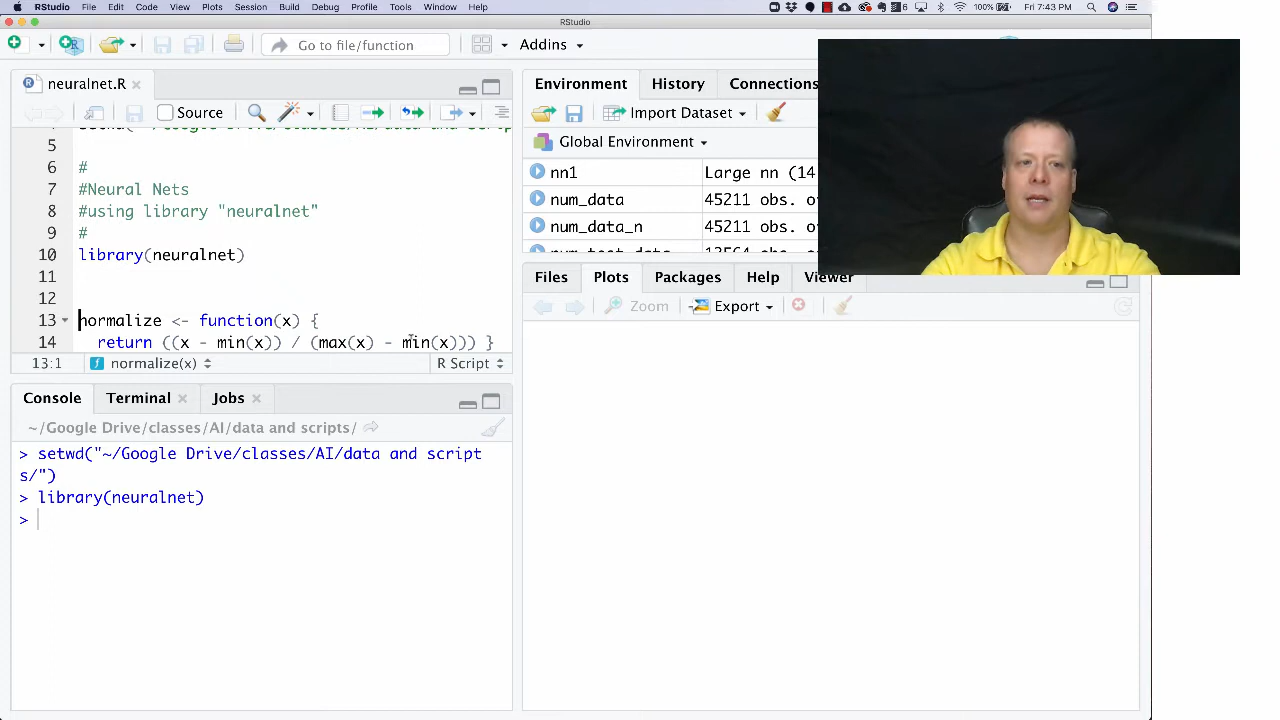 RStudio File Edit Code View Plots Session Build Debug Profile Tools Window Help 6 100% Fri 7:43 PM
RStudio
Go to file/function Addins
neuralnet.R
Source
5
6 #
7 #Neural Nets
8 #using library "neuralnet"
9 #
10 library(neuralnet)
11
12
13 normalize <- function(x) {
14 return ((x - min(x)) / (max(x) - min(x))) }
13:1 normalize(x) R Script
Console Terminal Jobs
~/Google Drive/classes/AI/data and scripts/
> setwd("~/Google Drive/classes/AI/data and script
s/")
> library(neuralnet)
>
Environment History Connections
Import Dataset
Global Environment
nn1 Large nn (14
num_data 45211 obs. o
num_data_n 45211 obs. o
num_test_data 13564 obs. o
Files Plots Packages Help Viewer
Zoom Export